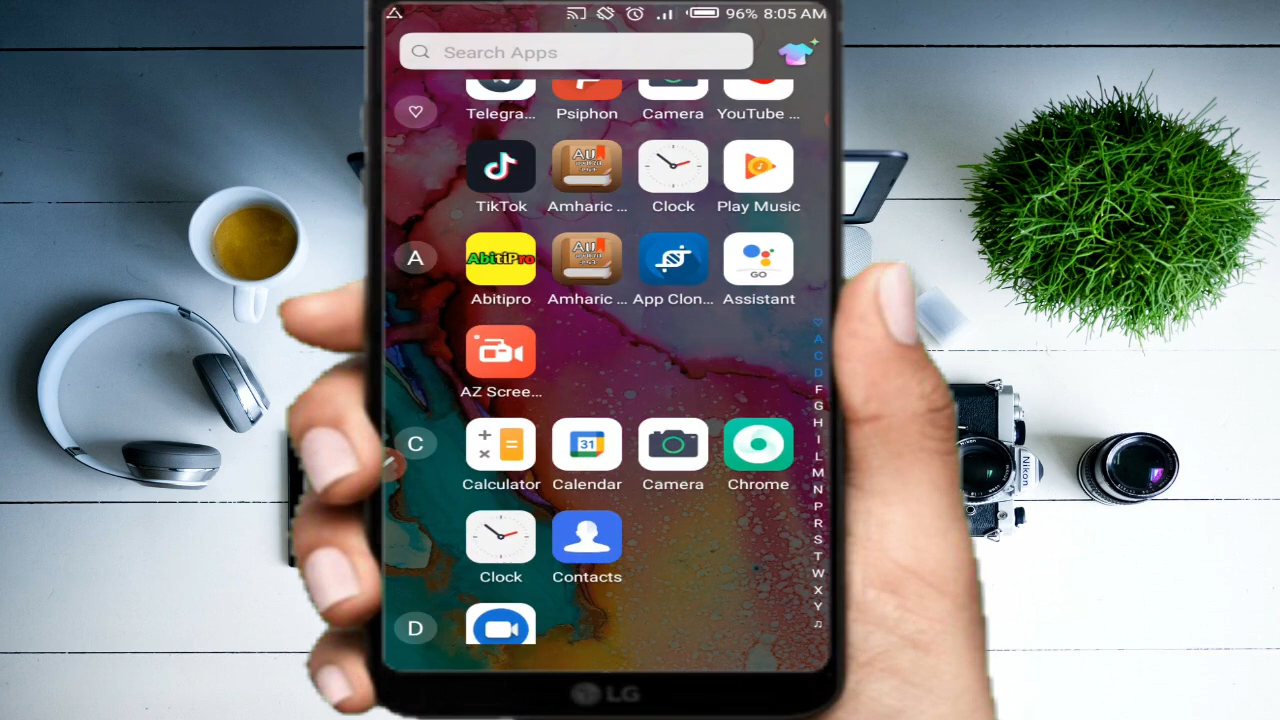 96% 8:05 AM
Search Apps
Telegra... Psiphon Camera YouTube ...
TikTok Amharic ... Clock Play Music
A
AbitiPro
GO
Abitipro Amharic ... App Clon... Assistant
AZ Scree...
C
31
Calculator Calendar Camera Chrome
Clock Contacts
D
A
C
D
F
G
H
I
L
M
N
P
R
S
T
W
X
Y
LG
Nikon